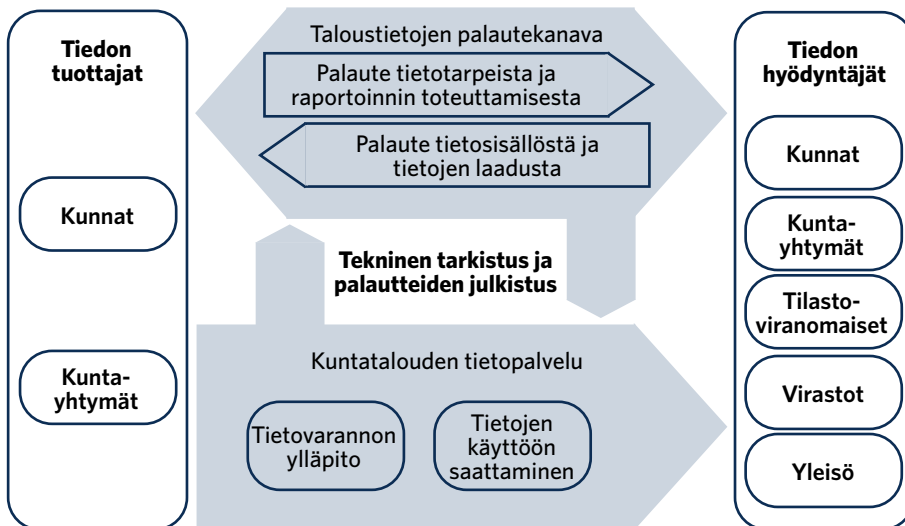 Tiedon
tuottajat
Kunnat
Kunta-
yhtymät
Taloustietojen palautekanava
Palaute tietotarpeista ja
raportoinnin toteuttamisesta
Palaute tietosisällöstä ja
tietojen laadusta
Tekninen tarkistus ja
palautteiden julkistus
Kuntatalouden tietopalvelu
Tietovarannon
ylläpito
Tietojen
käyttöön
saattaminen
Tiedon
hyödyntäjät
Kunnat
Kunta-
yhtymät
Tilasto-
viranomaiset
Virastot
Yleisö